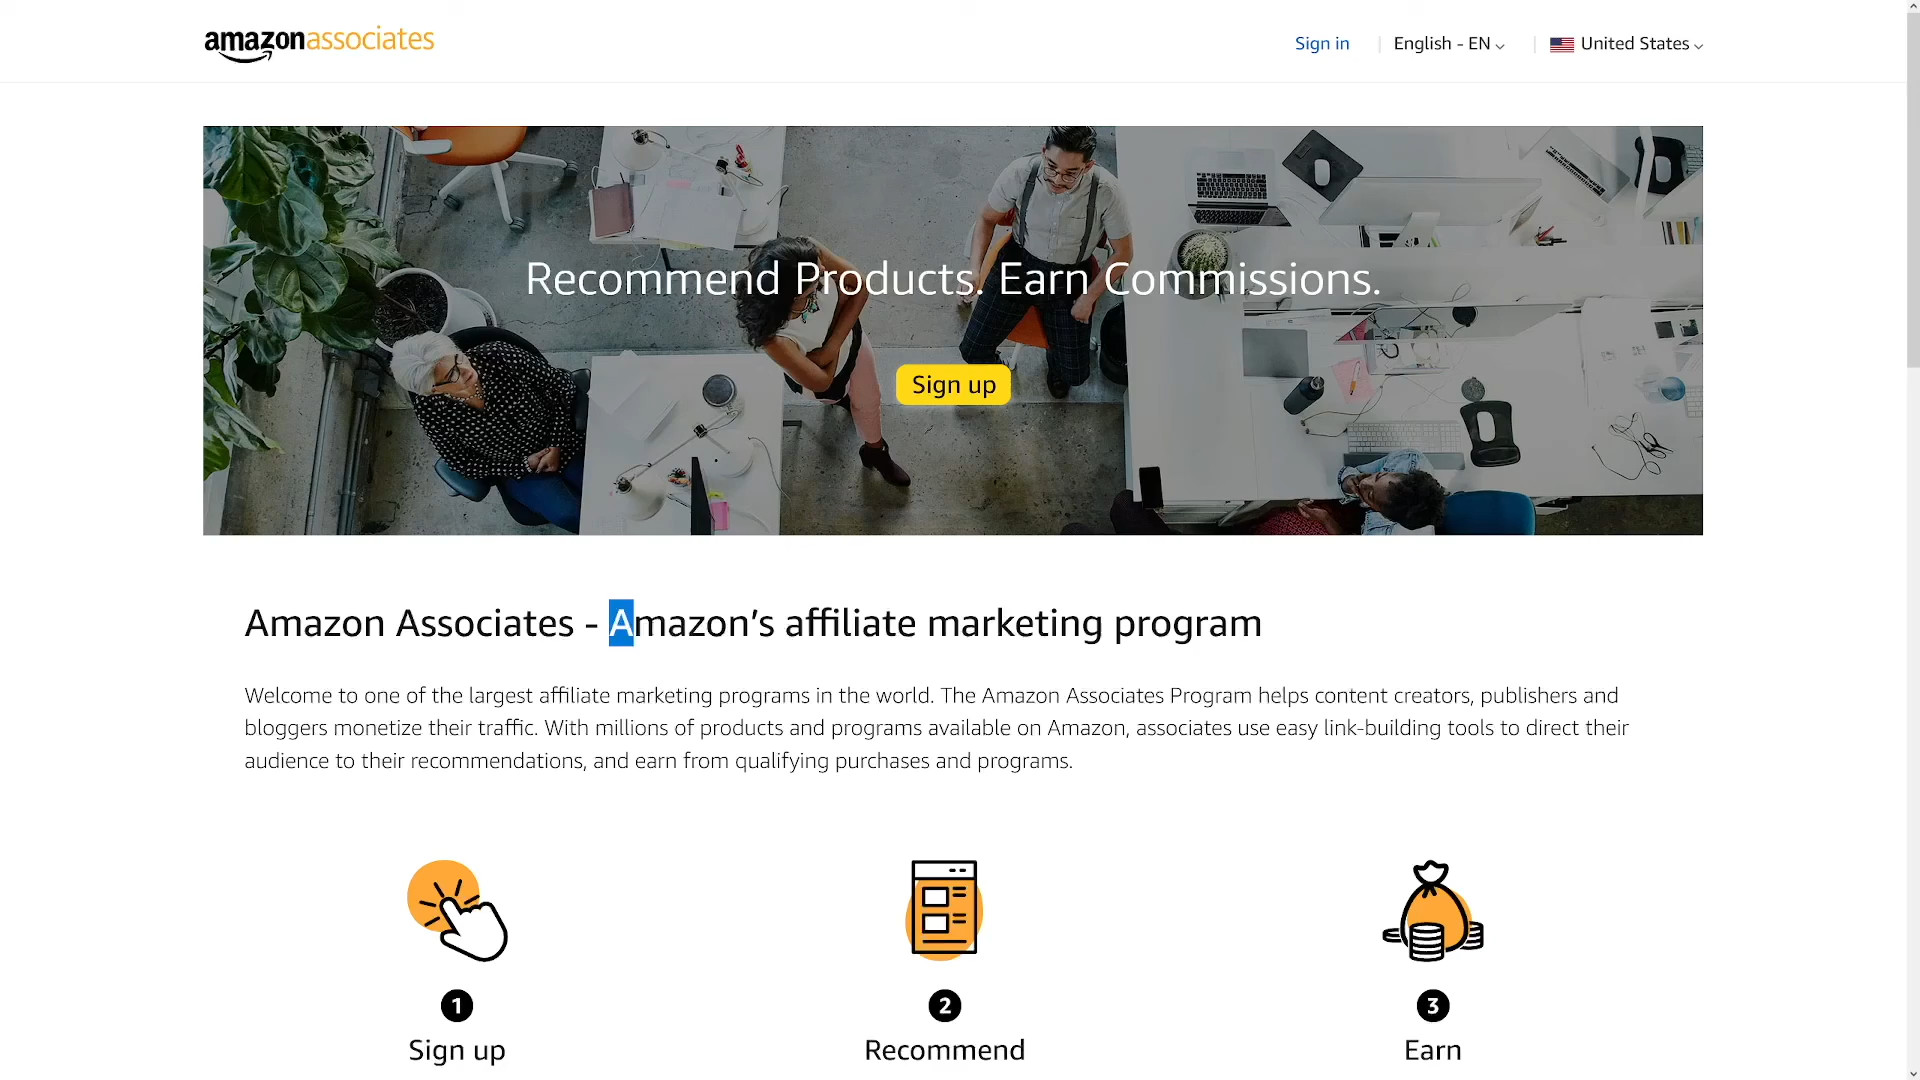 amazonassociates
Sign in
English - EN
United States
Recommend Products. Earn Commissions.
Sign up
Amazon Associates - Amazon’s affiliate marketing program
Welcome to one of the largest affiliate marketing programs in the world. The Amazon Associates Program helps content creators, publishers and
bloggers monetize their traffic. With millions of products and programs available on Amazon, associates use easy link-building tools to direct their
audience to their recommendations, and earn from qualifying purchases and programs.
1
Sign up
2
Recommend
3
Earn